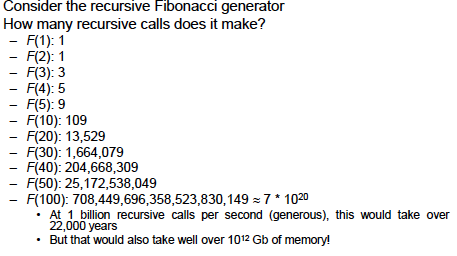 Consider the recursive Fibonacci generator
How many recursive calls does it make?
– F(1): 1
– F(2): 1
– F(3): 3
– F(4): 5
– F(5): 9
– F(10): 109
– F(20): 13,529
– F(30): 1,664,079
– F(40): 204,668,309
– F(50): 25,172,538,049
– F(100): 708,449,696,358,523,830,149 ≈ 7 * 10²⁰
• At 1 billion recursive calls per second (generous), this would take over
22,000 years
• But that would also take well over 10¹² Gb of memory!